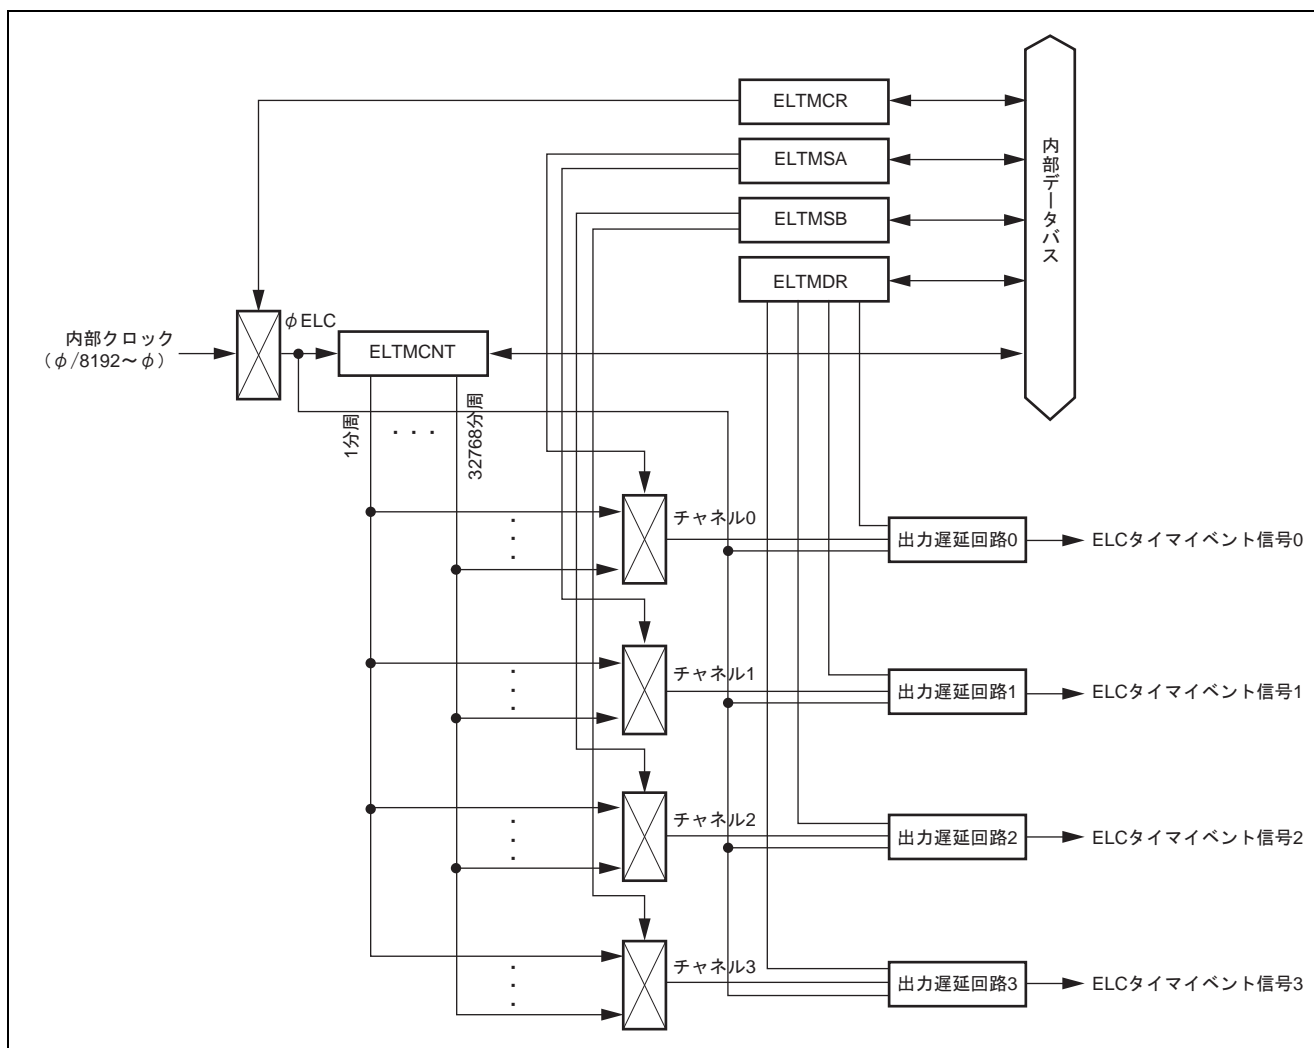 ELTMCR
ELTMSA
ELTMSB
ELTMDR
内部データバス
内部クロック
(φ/8192~φ)
φELC
ELTMCNT
1分周
・・・
32768分周
チャネル0
出力遅延回路0
ELCタイマイベント信号0
チャネル1
出力遅延回路1
ELCタイマイベント信号1
チャネル2
出力遅延回路2
ELCタイマイベント信号2
チャネル3
出力遅延回路3
ELCタイマイベント信号3